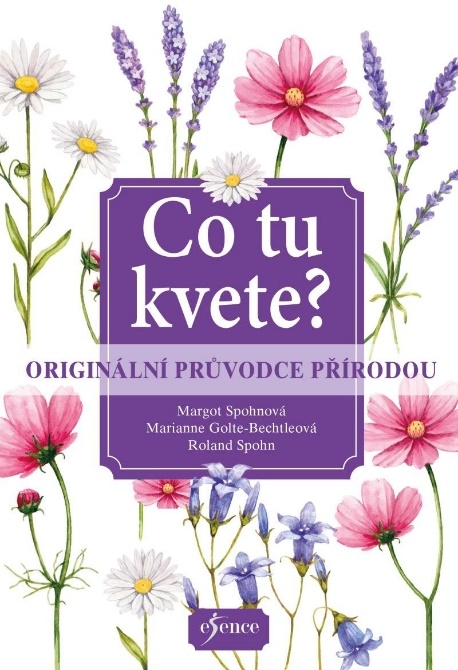 Co tu
kvete?
ORIGINÁLNÍ PRŮVODCE PŘÍRODOU
Margot Spohnová
Marianne Golte-Bechtleová
Roland Spohn
esence